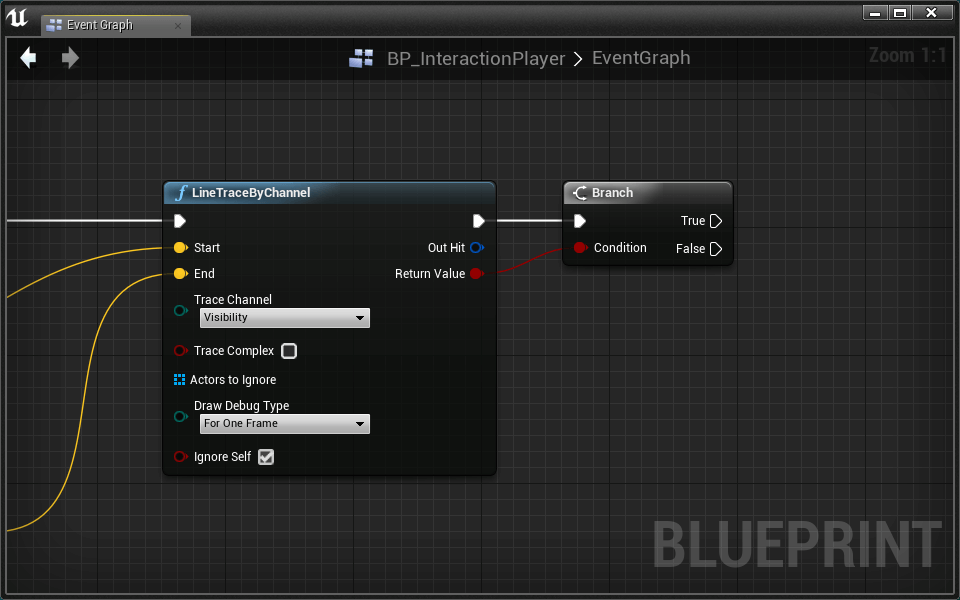 Event Graph
BP_InteractionPlayer > EventGraph
Zoom 1:1
LineTraceByChannel
Start
Out Hit
End
Return Value
Trace Channel
Visibility
Trace Complex
Actors to Ignore
Draw Debug Type
For One Frame
Ignore Self
Branch
True
Condition
False
BLUEPRINT